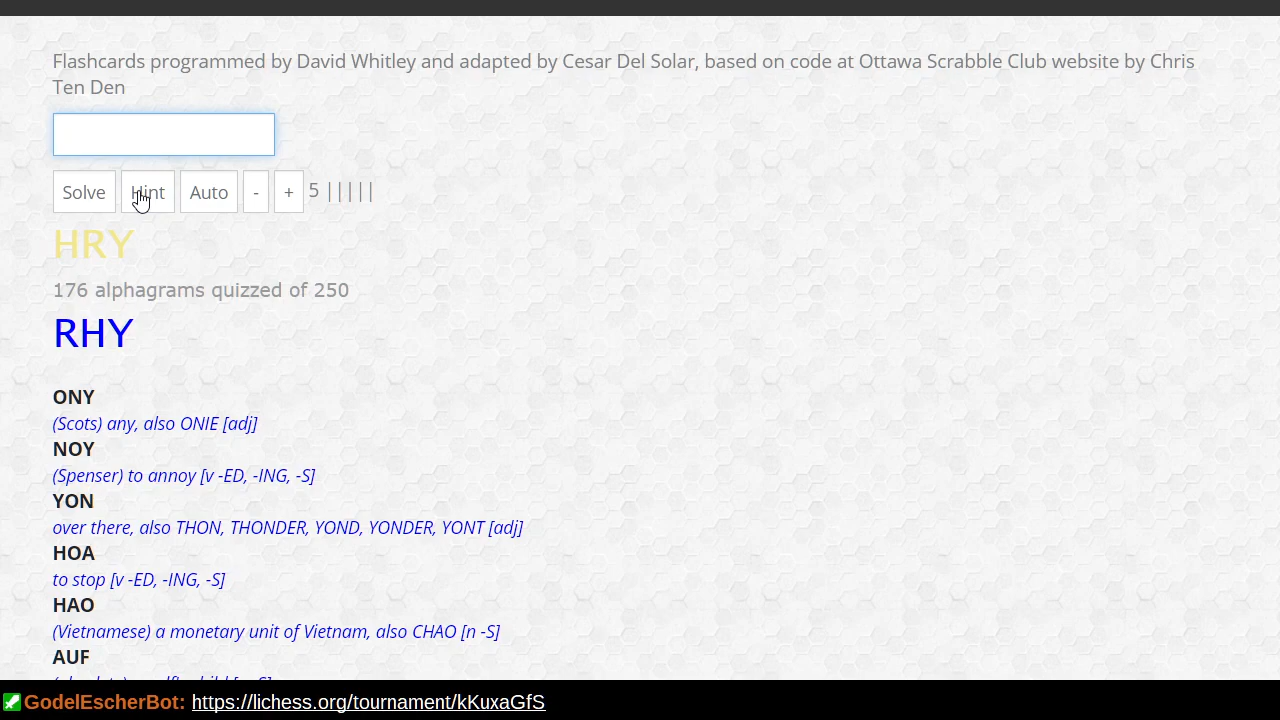 Flashcards programmed by David Whitley and adapted by Cesar Del Solar, based on code at Ottawa Scrabble Club website by Chris
Ten Den
Solve Hint Auto - + 5 |||||
HRY
176 alphagrams quizzed of 250
RHY
ONY
(Scots) any, also ONIE [adj]
NOY
(Spenser) to annoy [v -ED, -ING, -S]
YON
over there, also THON, THONDER, YOND, YONDER, YONT [adj]
HOA
to stop [v -ED, -ING, -S]
HAO
(Vietnamese) a monetary unit of Vietnam, also CHAO [n -S]
AUF
GodelEscherBot: https://lichess.org/tournament/kKuxaGfS